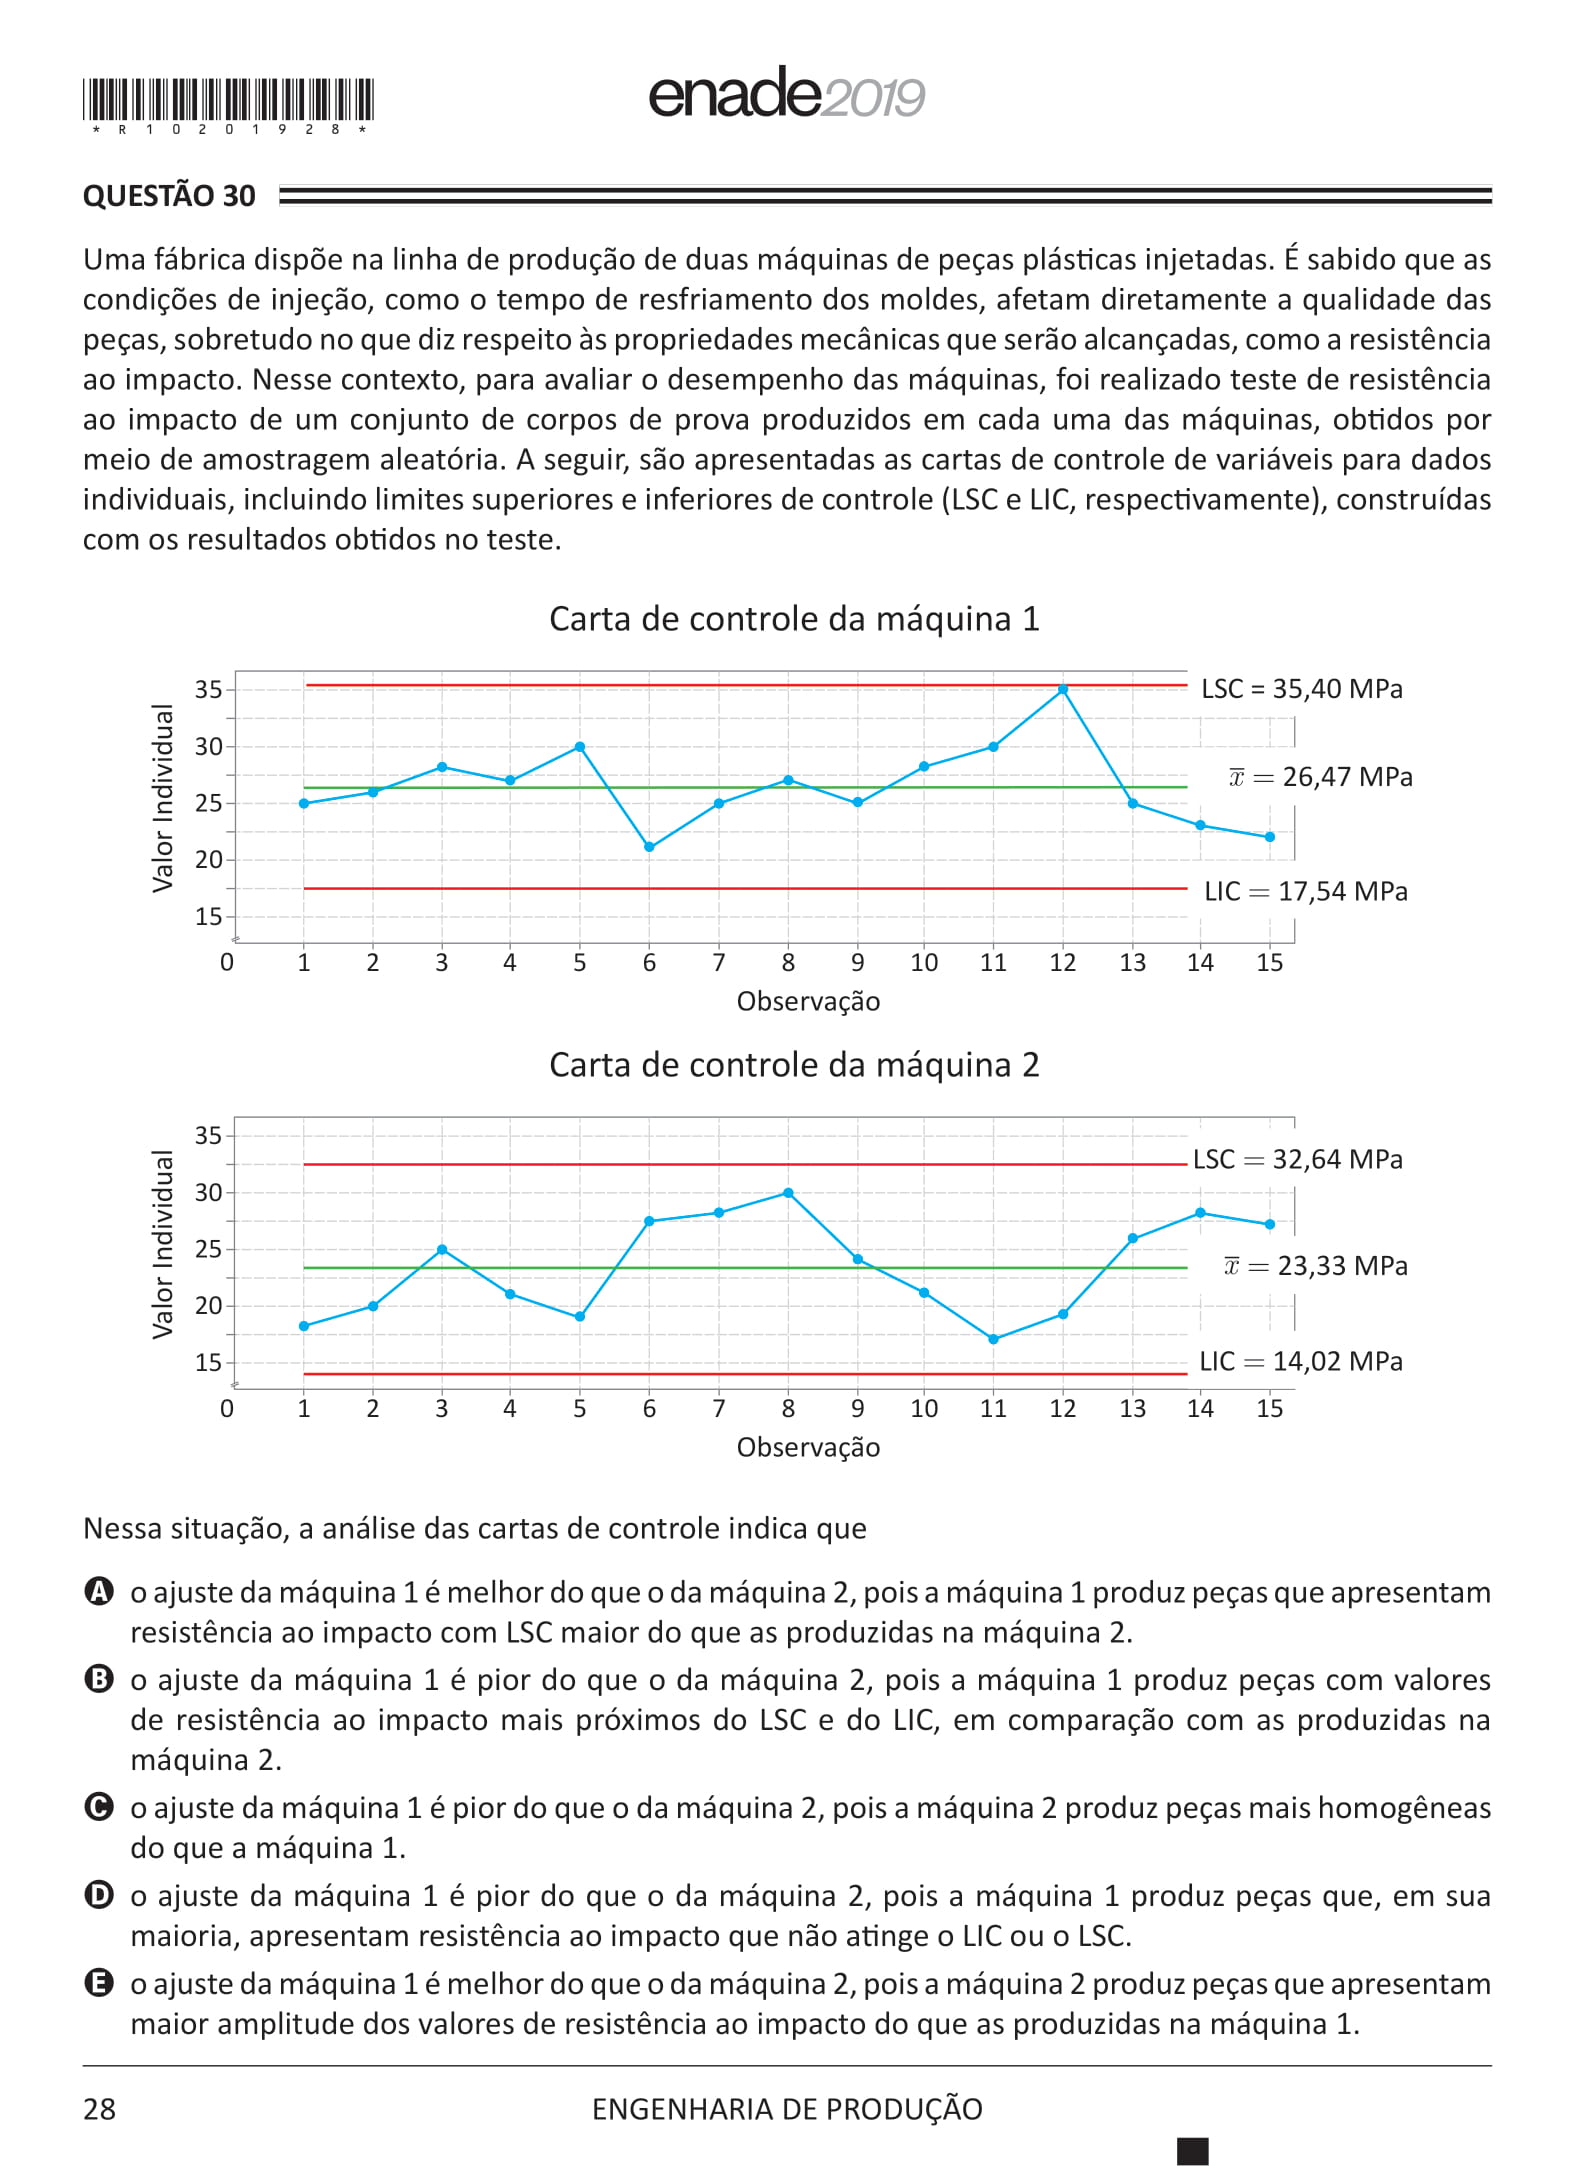 *R10201928*
enade2019
QUESTÃO 30
Uma fábrica dispõe na linha de produção de duas máquinas de peças plásticas injetadas. É sabido que as
condições de injeção, como o tempo de resfriamento dos moldes, afetam diretamente a qualidade das
peças, sobretudo no que diz respeito às propriedades mecânicas que serão alcançadas, como a resistência
ao impacto. Nesse contexto, para avaliar o desempenho das máquinas, foi realizado teste de resistência
ao impacto de um conjunto de corpos de prova produzidos em cada uma das máquinas, obtidos por
meio de amostragem aleatória. A seguir, são apresentadas as cartas de controle de variáveis para dados
individuais, incluindo limites superiores e inferiores de controle (LSC e LIC, respectivamente), construídas
com os resultados obtidos no teste.
Carta de controle da máquina 1
Valor Individual
35
30
25
20
15
LSC = 35,40 MPa
x̅ = 26,47 MPa
LIC = 17,54 MPa
0 1 2 3 4 5 6 7 8 9 10 11 12 13 14 15
Observação
Carta de controle da máquina 2
Valor Individual
35
30
25
20
15
LSC = 32,64 MPa
x̅ = 23,33 MPa
LIC = 14,02 MPa
0 1 2 3 4 5 6 7 8 9 10 11 12 13 14 15
Observação
Nessa situação, a análise das cartas de controle indica que
A o ajuste da máquina 1 é melhor do que o da máquina 2, pois a máquina 1 produz peças que apresentam
resistência ao impacto com LSC maior do que as produzidas na máquina 2.
B o ajuste da máquina 1 é pior do que o da máquina 2, pois a máquina 1 produz peças com valores
de resistência ao impacto mais próximos do LSC e do LIC, em comparação com as produzidas na
máquina 2.
C o ajuste da máquina 1 é pior do que o da máquina 2, pois a máquina 2 produz peças mais homogêneas
do que a máquina 1.
D o ajuste da máquina 1 é pior do que o da máquina 2, pois a máquina 1 produz peças que, em sua
maioria, apresentam resistência ao impacto que não atinge o LIC ou o LSC.
E o ajuste da máquina 1 é melhor do que o da máquina 2, pois a máquina 2 produz peças que apresentam
maior amplitude dos valores de resistência ao impacto do que as produzidas na máquina 1.
28
ENGENHARIA DE PRODUÇÃO